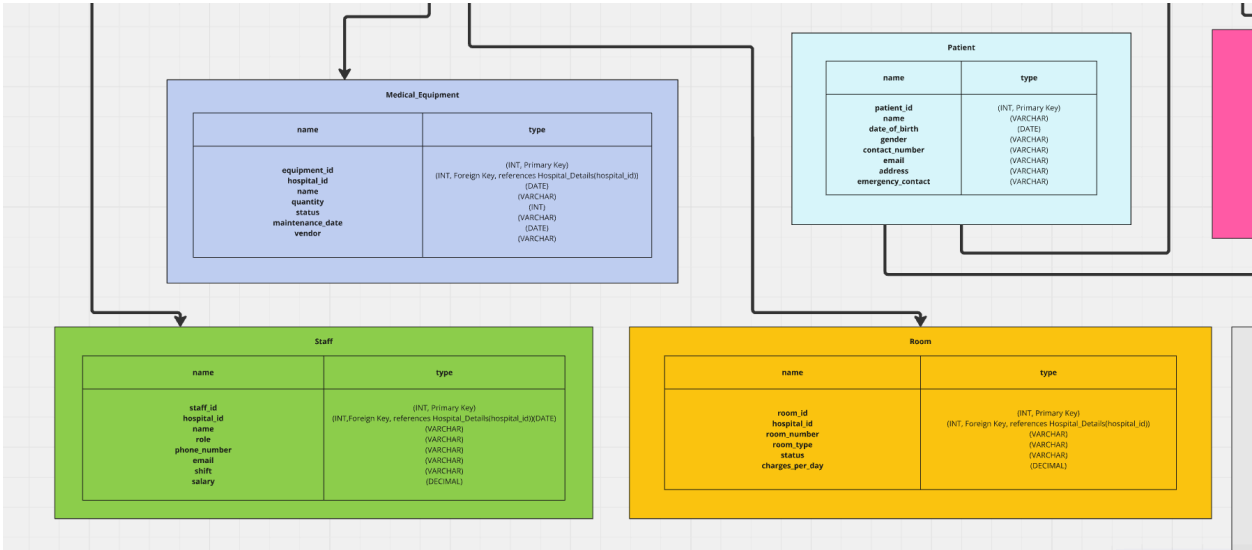 Patient
name type
patient_id (INT, Primary Key)
name (VARCHAR)
date_of_birth (DATE)
gender (VARCHAR)
contact_number (VARCHAR)
email (VARCHAR)
address (VARCHAR)
emergency_contact (VARCHAR)
Medical_Equipment
name type
equipment_id (INT, Primary Key)
hospital_id (INT, Foreign Key, references Hospital_Details(hospital_id))
name (DATE)
quantity (VARCHAR)
status (INT)
maintenance_date (VARCHAR)
vendor (DATE)
(VARCHAR)
Staff
name type
staff_id (INT, Primary Key)
hospital_id (INT,Foreign Key, references Hospital_Details(hospital_id))(DATE)
name (VARCHAR)
role (VARCHAR)
phone_number (VARCHAR)
email (VARCHAR)
shift (VARCHAR)
salary (DECIMAL)
Room
name type
room_id (INT, Primary Key)
hospital_id (INT, Foreign Key, references Hospital_Details(hospital_id))
room_number (VARCHAR)
room_type (VARCHAR)
status (VARCHAR)
charges_per_day (DECIMAL)